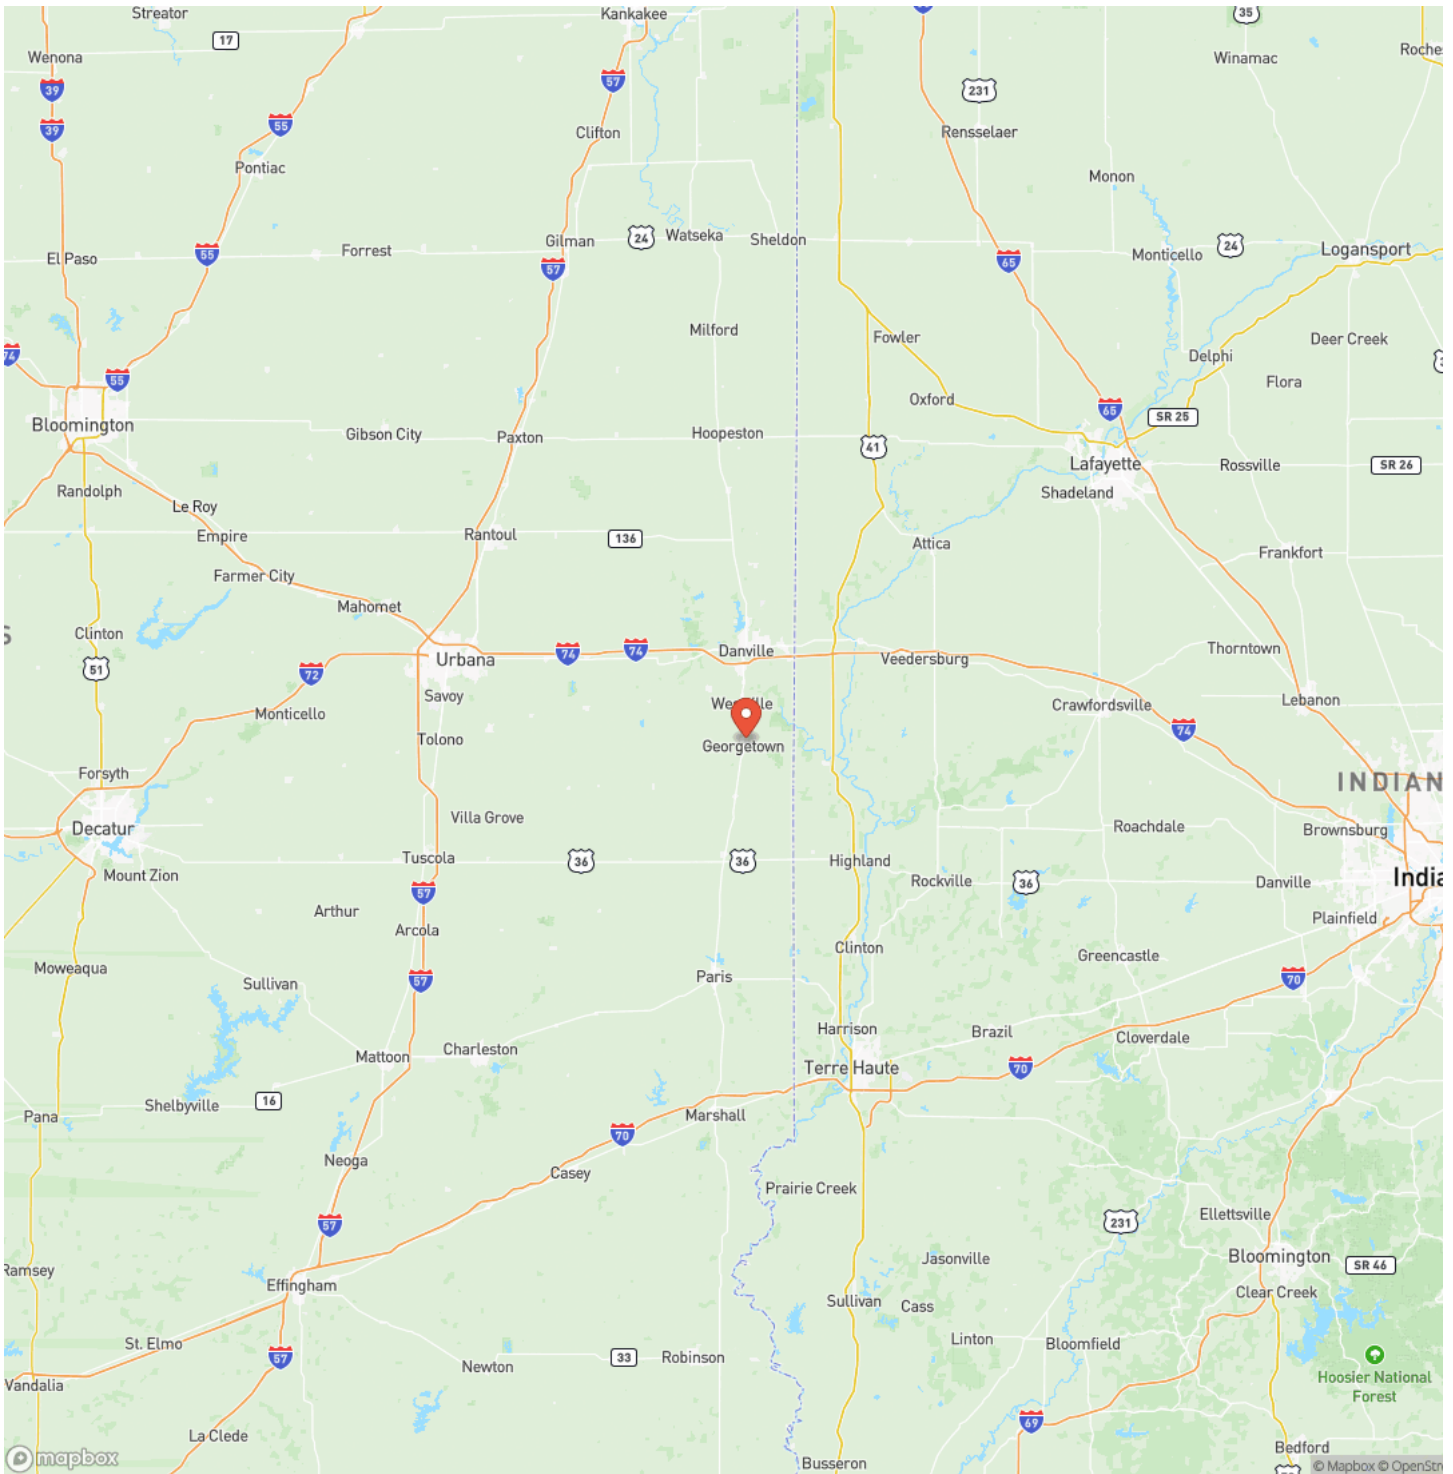 Streator
Kankakee
35
17
Wenona
Winamac
39
57
231
39
55
Clifton
Rensselaer
Pontiac
Monon
El Paso
55
Forrest
Gilman
24
Watseka
Sheldon
57
65
Monticello
24
Logansport
Milford
Fowler
Deer Creek
74
55
Delphi
Flora
Oxford
65
SR 25
Bloomington
Gibson City
Paxton
Hoopeston
41
Lafayette
Rossville
SR 26
Randolph
Shadeland
Le Roy
Empire
Rantoul
136
Attica
Frankfort
Farmer City
Mahomet
Clinton
51
72
Urbana
74
74
Danville
Veedersburg
Thorntown
Savoy
Monticello
Crawfordsville
Lebanon
Tolono
Georgetown
74
Forsyth
Villa Grove
Decatur
Roachdale
Brownsburg
Mount Zion
Tuscola
36
36
Highland
Rockville
36
Danville
Plainfield
57
Arthur
Arcola
Clinton
Greencastle
Moweaqua
Sullivan
57
Paris
70
Harrison
Brazil
Cloverdale
Mattoon
Charleston
Terre Haute
70
Pana
Shelbyville
16
Marshall
70
Neoga
Casey
Prairie Creek
57
231
Ellettsville
Ramsey
Effingham
Jasonville
Bloomington
SR 46
Clear Creek
Sullivan
Cass
St. Elmo
57
Newton
33
Robinson
Linton
Bloomfield
Vandalia
Hoosier National
Forest
La Clede
69
Bedford
mapbox
Busseron
© Mapbox